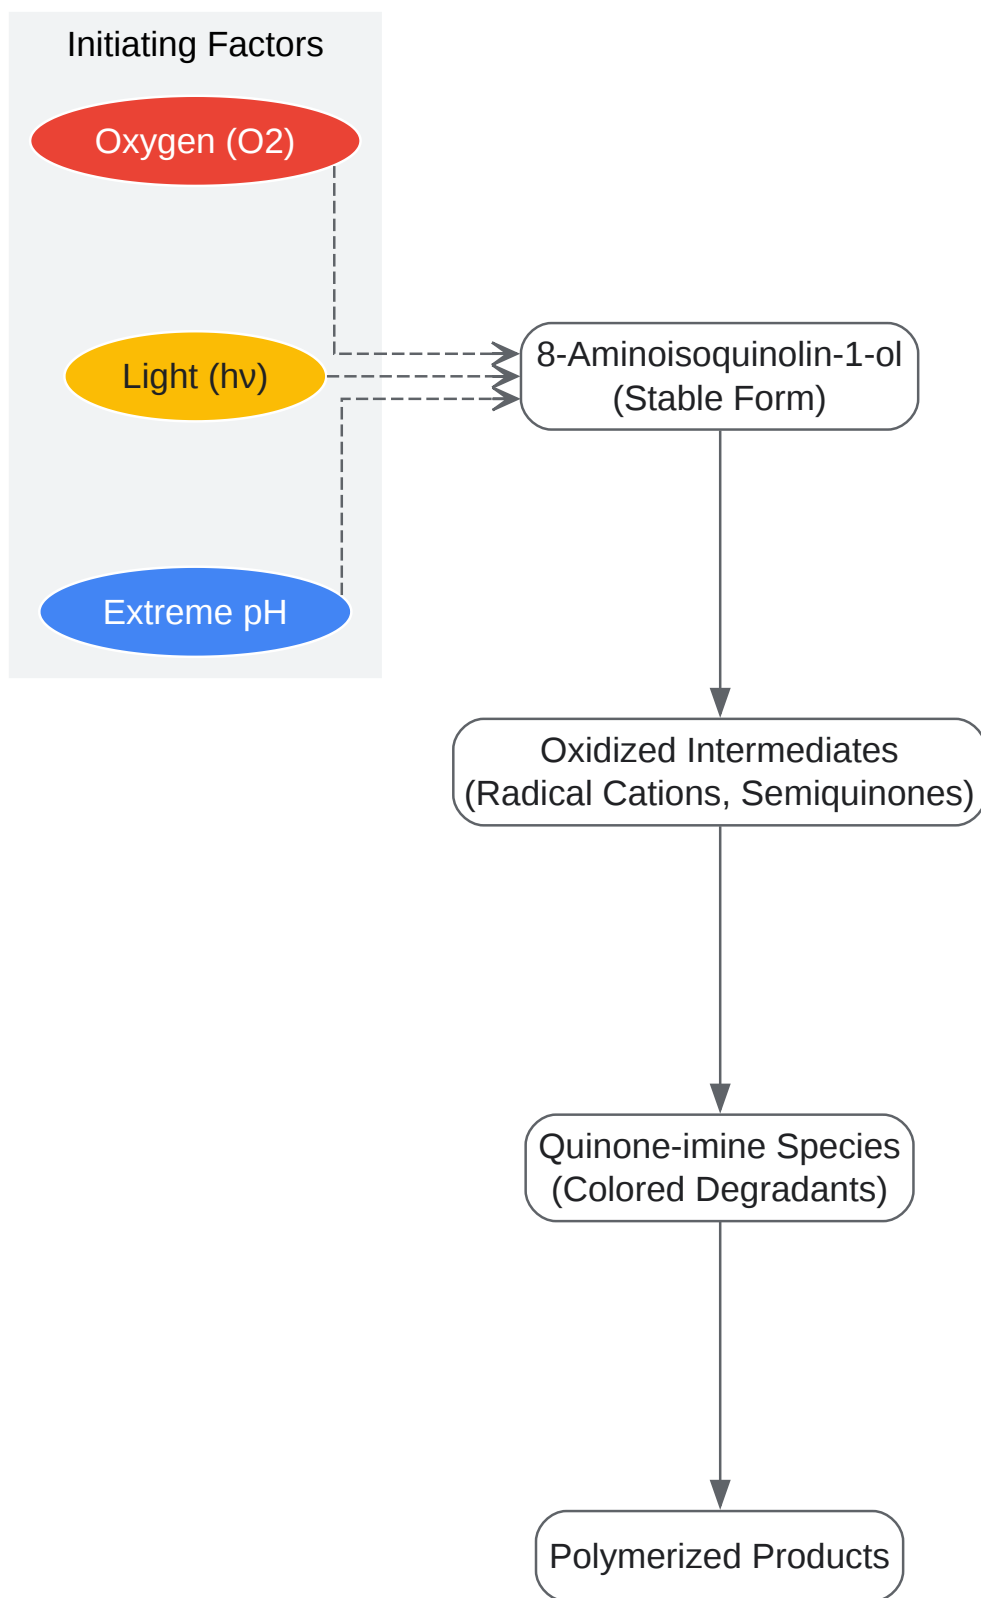 Initiating Factors
Oxygen (O2)
Light (hν)
Extreme pH
8-Aminoisoquinolin-1-ol
(Stable Form)
Oxidized Intermediates
(Radical Cations, Semiquinones)
Quinone-imine Species
(Colored Degradants)
Polymerized Products